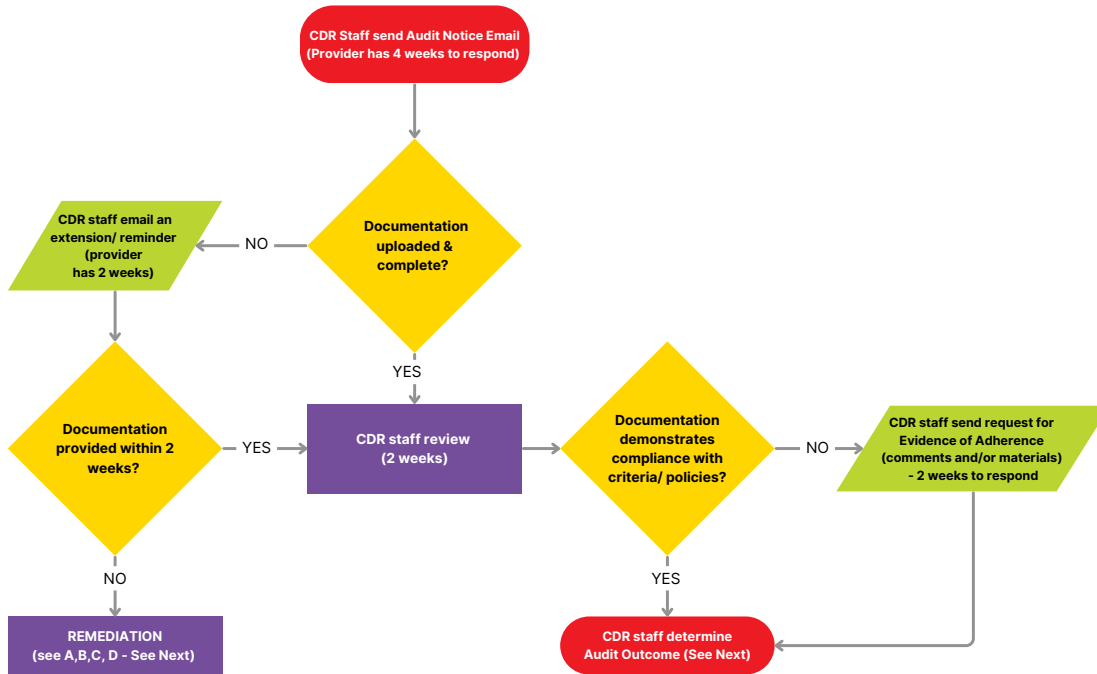 CDR Staff send Audit Notice Email
(Provider has 4 weeks to respond)
Documentation
uploaded &
complete?
NO
CDR staff email an
extension/ reminder
(provider
has 2 weeks)
YES
Documentation
provided within 2
weeks?
YES
CDR staff review
(2 weeks)
Documentation
demonstrates
compliance with
criteria/ policies?
NO
CDR staff send request for
Evidence of Adherence
(comments and/or materials)
- 2 weeks to respond
NO
YES
REMEDIATION
(see A,B,C, D - See Next)
CDR staff determine
Audit Outcome (See Next)